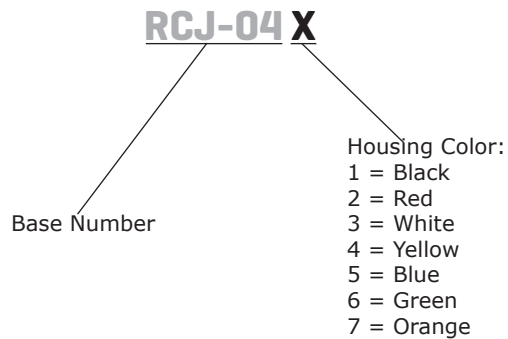 RCJ-04 X
Housing Color:
1 = Black
2 = Red
3 = White
4 = Yellow
5 = Blue
6 = Green
7 = Orange
Base Number